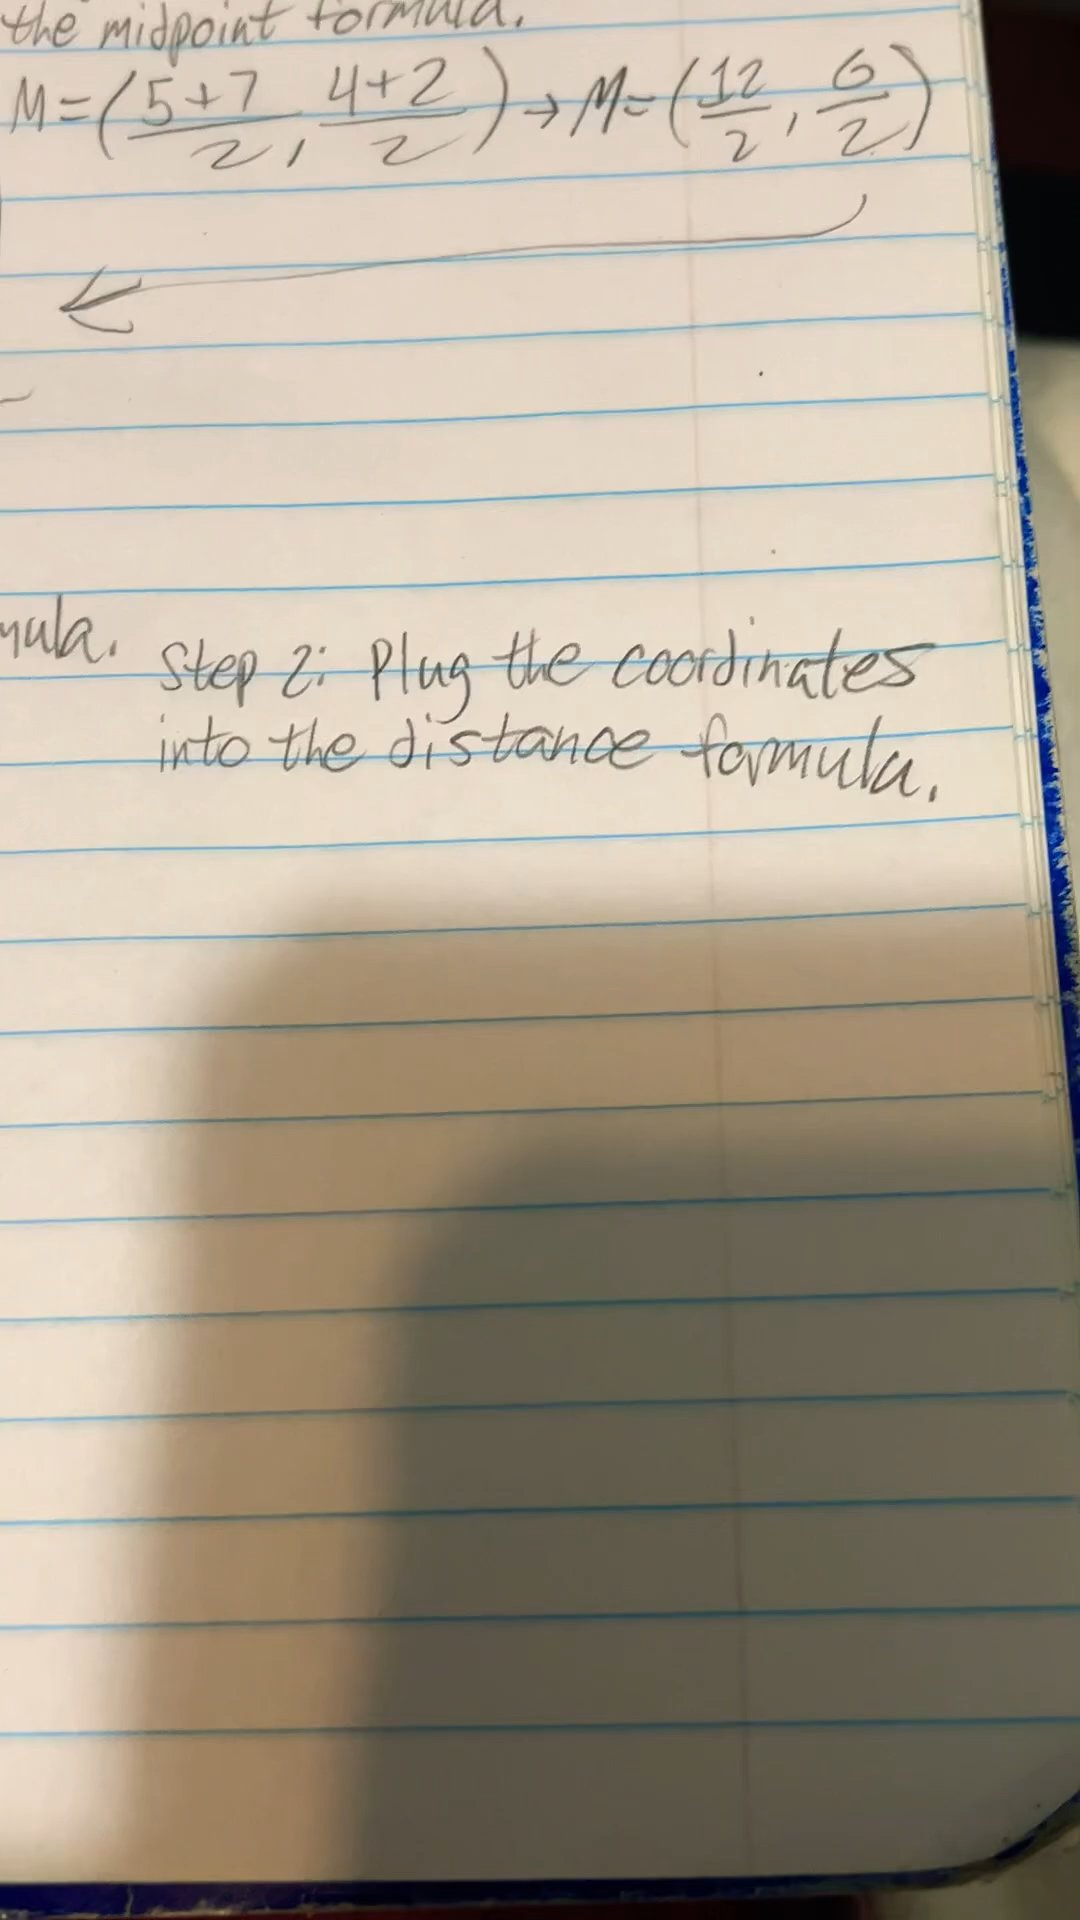 the midpoint formula.
M=(5+7/2, 4+2/2)→M=(12/2, 6/2)
mula.
Step 2: Plug the coordinates
into the distance formula.